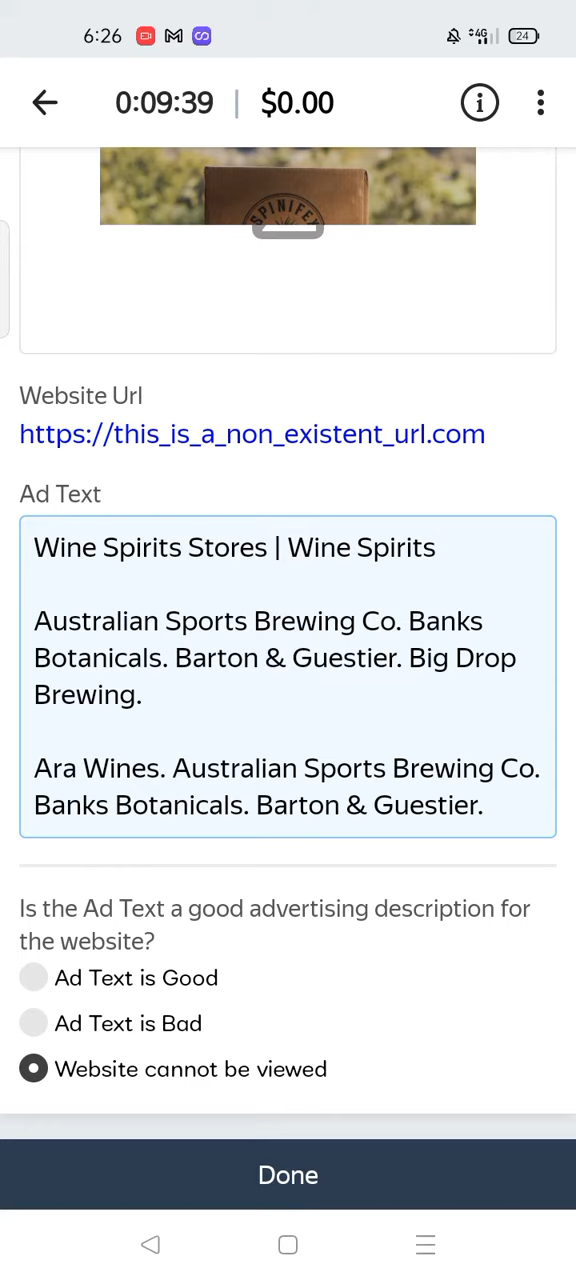 6:26
4G
24
0:09:39 | $0.00
SPINIFEX
Website Url
https://this_is_a_non_existent_url.com
Ad Text
Wine Spirits Stores | Wine Spirits
Australian Sports Brewing Co. Banks
Botanicals. Barton & Guestier. Big Drop
Brewing.
Ara Wines. Australian Sports Brewing Co.
Banks Botanicals. Barton & Guestier.
Is the Ad Text a good advertising description for
the website?
Ad Text is Good
Ad Text is Bad
Website cannot be viewed
Done